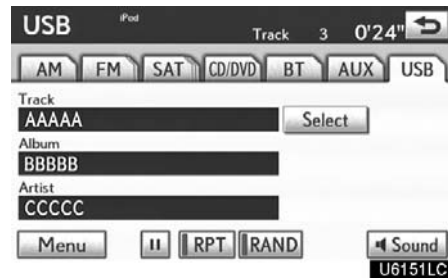 USB iPod Track 3 0'24"
AM FM SAT CD/DVD BT AUX USB
Track
AAAAA Select
Album
BBBBB
Artist
CCCCC
Menu RPT RAND Sound
U6151LC